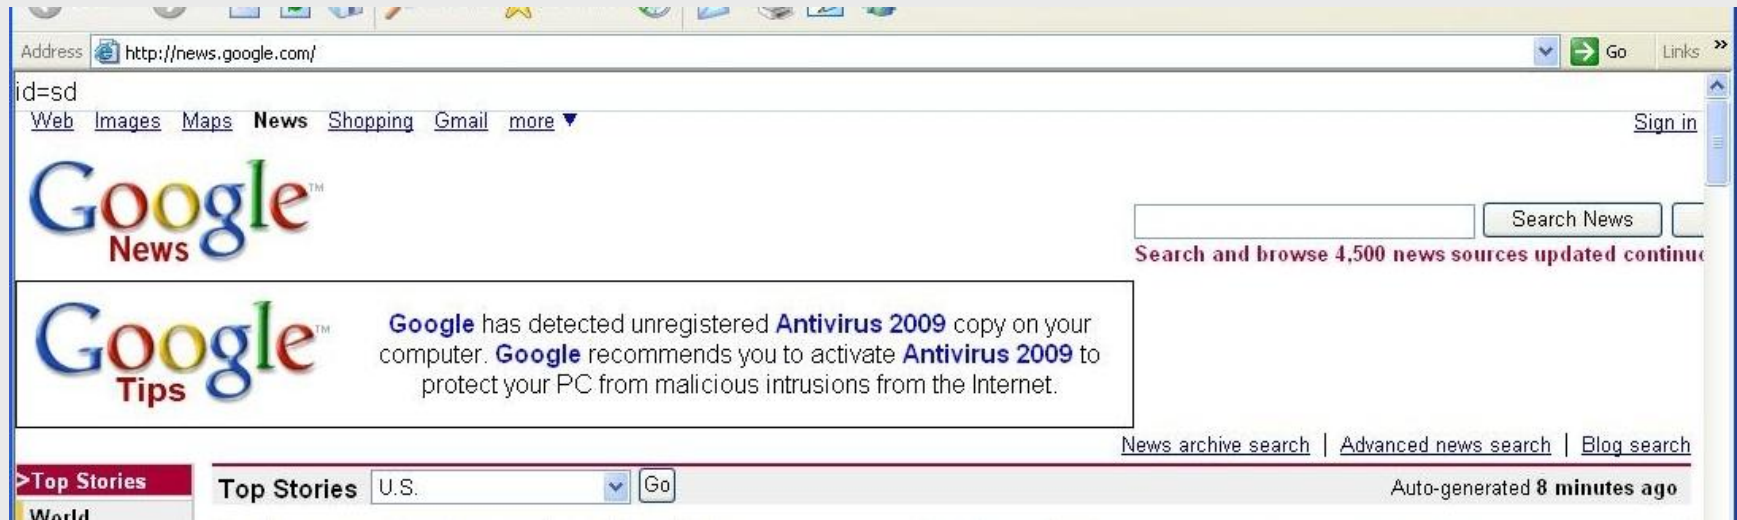 Address http://news.google.com/ Go Links »
id=sd
Web Images Maps News Shopping Gmail more ▼ Sign in
Google™
News
Search News
Search and browse 4,500 news sources updated
Google™
Tips
Google has detected unregistered Antivirus 2009 copy on your
computer. Google recommends you to activate Antivirus 2009 to
protect your PC from malicious intrusions from the Internet.
News archive search | Advanced news search | Blog search
>Top Stories
Top Stories U.S. Go Auto-generated 8 minutes ago
World